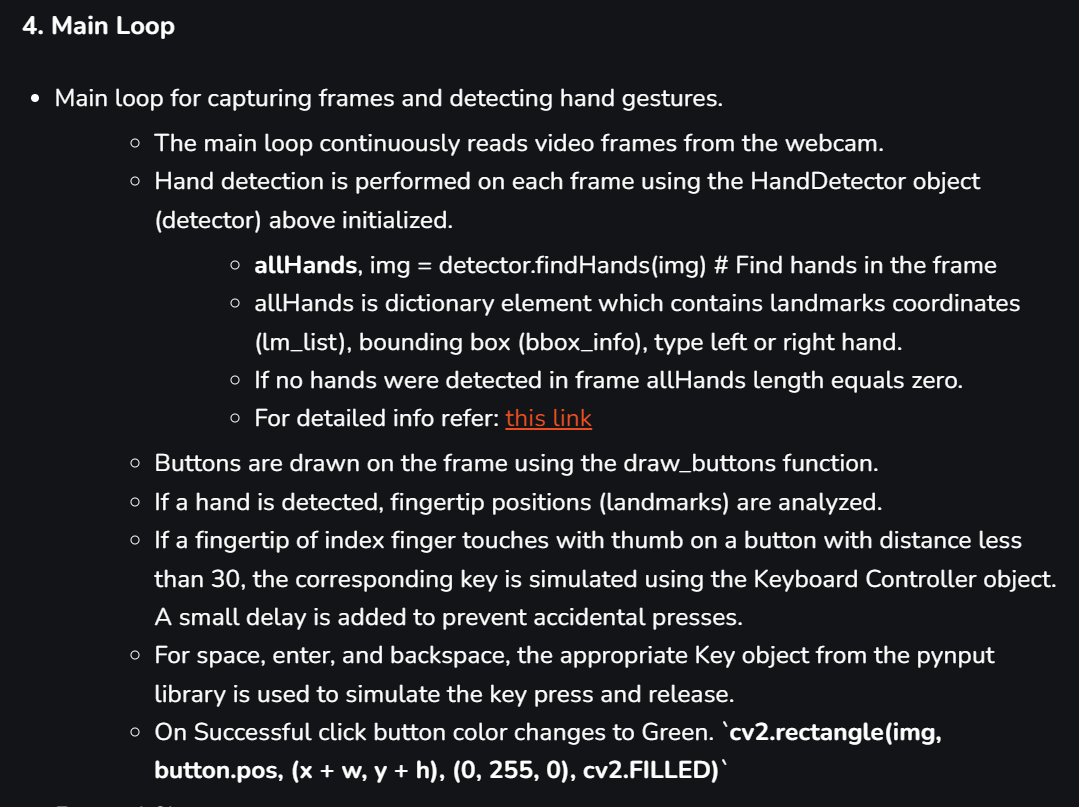 4. Main Loop
Main loop for capturing frames and detecting hand gestures.
The main loop continuously reads video frames from the webcam.
Hand detection is performed on each frame using the HandDetector object
(detector) above initialized.
allHands, img = detector.findHands(img) # Find hands in the frame
allHands is dictionary element which contains landmarks coordinates
(lm_list), bounding box (bbox_info), type left or right hand.
If no hands were detected in frame allHands length equals zero.
For detailed info refer: this link
Buttons are drawn on the frame using the draw_buttons function.
If a hand is detected, fingertip positions (landmarks) are analyzed.
If a fingertip of index finger touches with thumb on a button with distance less
than 30, the corresponding key is simulated using the Keyboard Controller object.
A small delay is added to prevent accidental presses.
For space, enter, and backspace, the appropriate Key object from the pynput
library is used to simulate the key press and release.
On Successful click button color changes to Green. `cv2.rectangle(img,
button.pos, (x + w, y + h), (0, 255, 0), cv2.FILLED)`